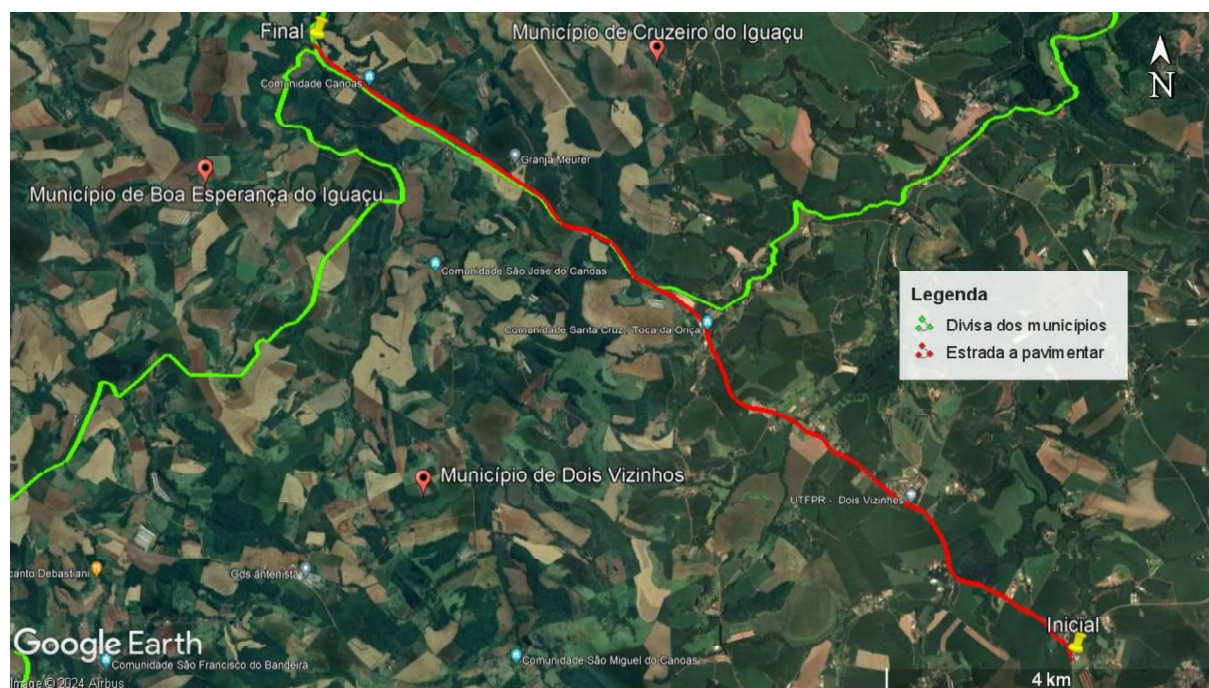 Final
Município de Cruzeiro do Iguaçu
N
Comunidade Canoas
Granja Meurer
Município de Boa Esperança do Iguaçu
Comunidade São José do Canoas
Legenda
Divisa dos municípios
Estrada a pavimentar
Comunidade Santa Cruz / Toca da Onça
Município de Dois Vizinhos
UTFPR - Dois Vizinhos
canto Debastiani
Gds antenista
Inicial
Google Earth
Comunidade São Francisco do Bandeira
Comunidade São Miguel do Canoas
Image © 2024 Airbus
4 km